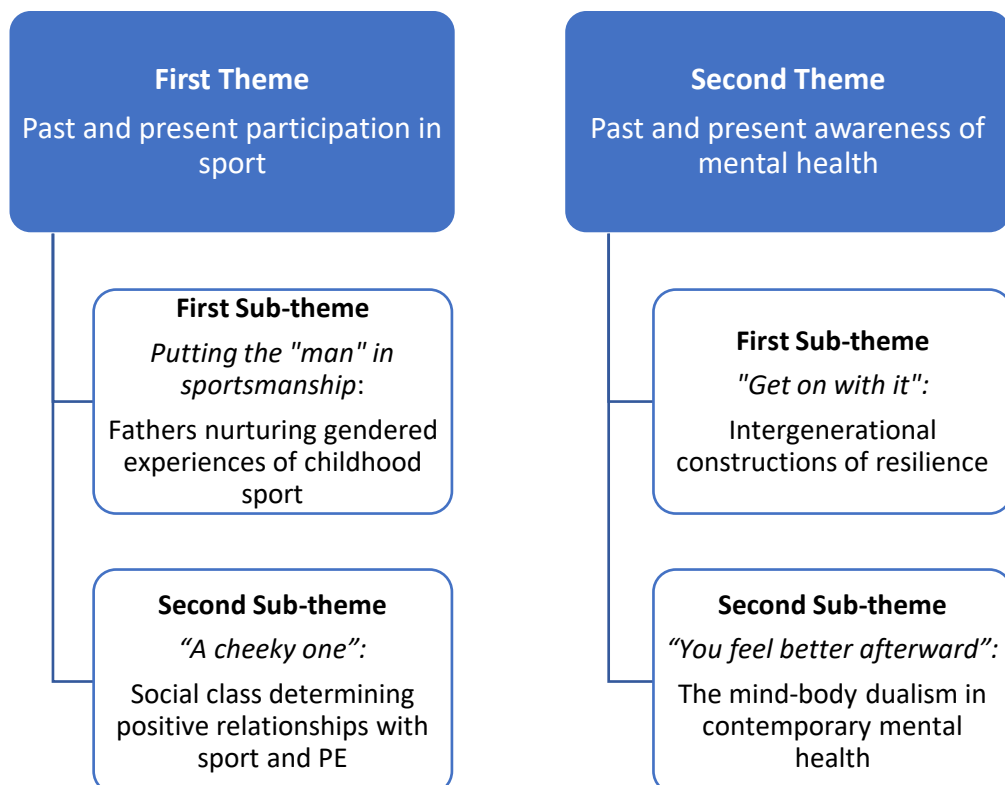 First Theme
Past and present participation in
sport
First Sub-theme
Putting the "man" in
sportsmanship:
Fathers nurturing gendered
experiences of childhood
sport
Second Sub-theme
“A cheeky one”:
Social class determining
positive relationships with
sport and PE
Second Theme
Past and present awareness of
mental health
First Sub-theme
"Get on with it":
Intergenerational
constructions of resilience
Second Sub-theme
“You feel better afterward”:
The mind-body dualism in
contemporary mental
health